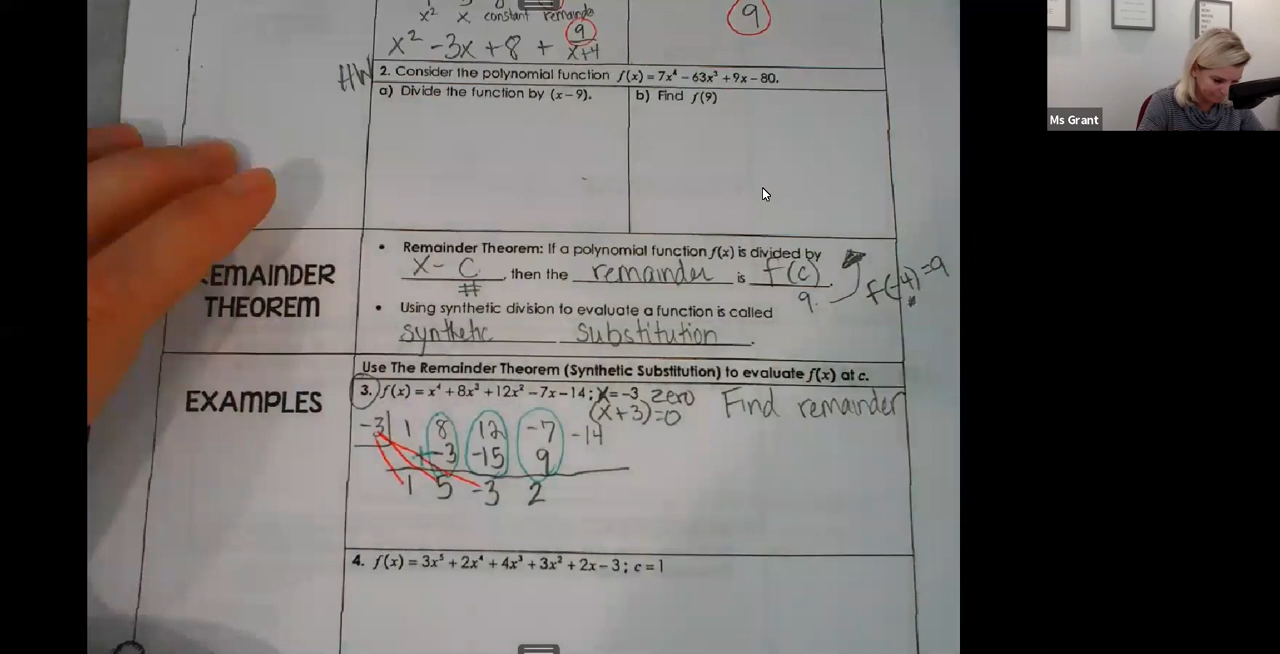 x² x constant remainde
9
x² - 3x + 8 + 9/x+4
9
Ms Grant
HW
2. Consider the polynomial function f(x) = 7x⁴ - 63x³ + 9x - 80.
a) Divide the function by (x - 9).
b) Find f(9)
EMAINDER
THEOREM
• Remainder Theorem: If a polynomial function f(x) is divided by
x - c, then the remainder is f(c).
#
9
f(-4)=9
#
• Using synthetic division to evaluate a function is called
synthetic substitution.
EXAMPLES
Use The Remainder Theorem (Synthetic Substitution) to evaluate f(x) at c.
3. f(x) = x⁴ + 8x³ + 12x² - 7x - 14; x = -3 zero
(x+3)=0
Find remainder
-3 1 8 12 -7 -14
+ -3 -15 9
1 5 -3 2
4. f(x) = 3x⁵ + 2x⁴ + 4x³ + 3x² + 2x - 3; c = 1